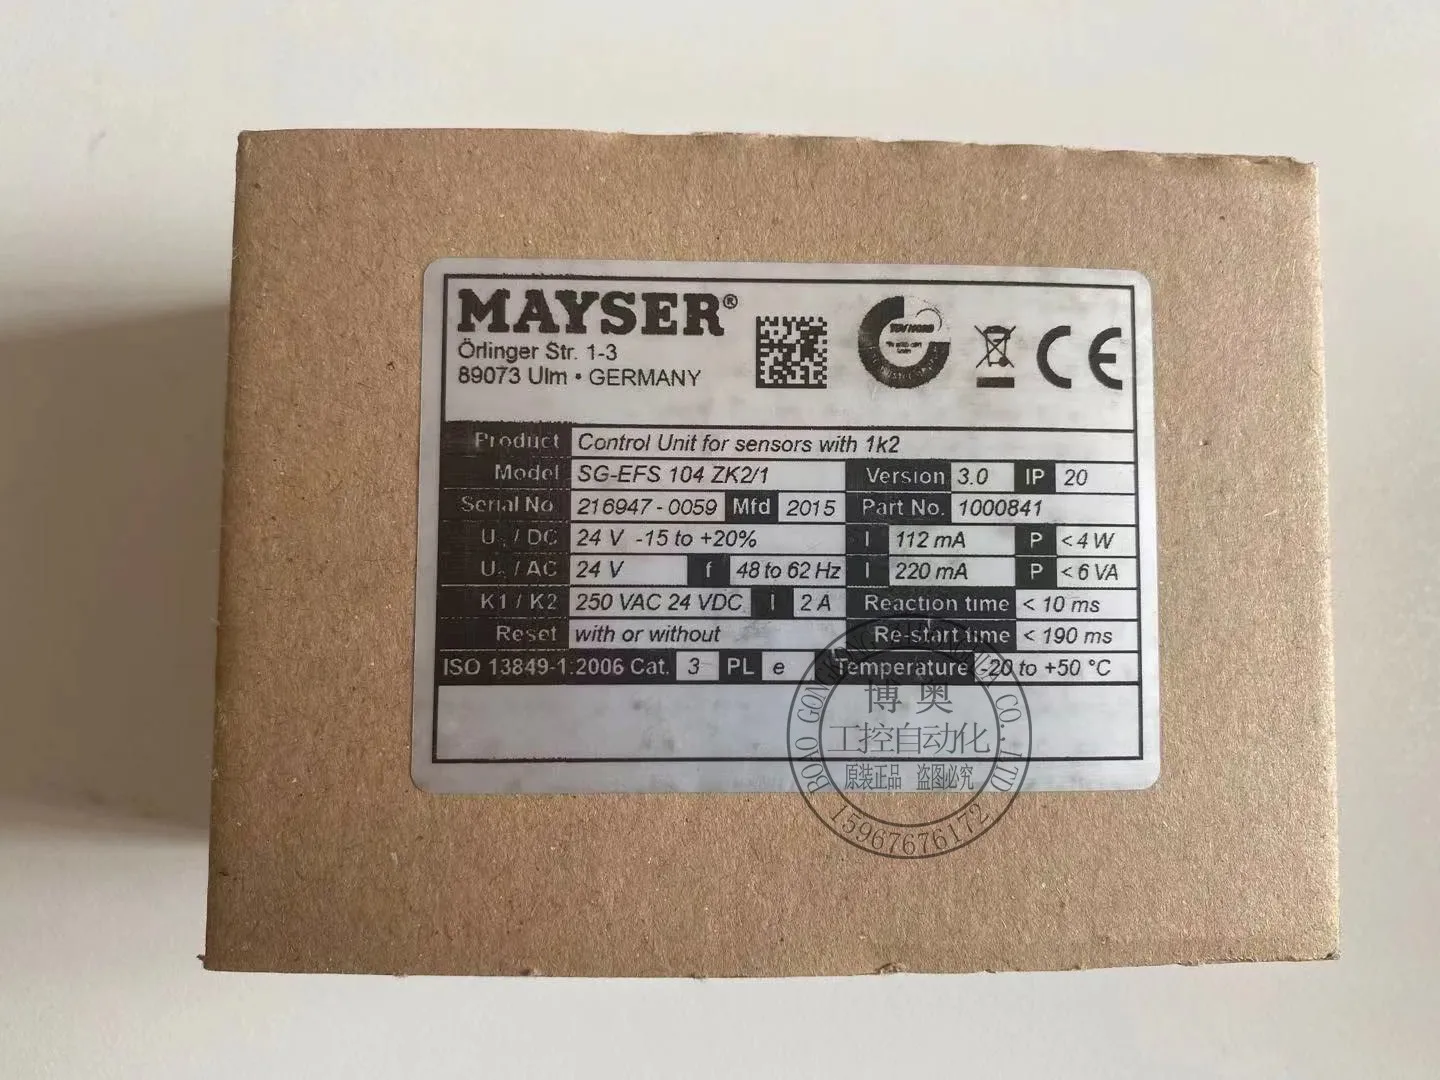 MAYSER®
Örlinger Str. 1-3
89073 Ulm • GERMANY
TÜV NORD
Product Control Unit for sensors with 1k2
Model SG-EFS 104 ZK2/1 Version 3.0 IP 20
Serial No 216947 - 0059 Mfd 2015 Part No. 1000841
/ DC 24 V -15 to +20% I 112 mA P < 4 W
/ AC 24 V f 48 to 62 Hz I 220 mA P < 6 VA
K1 / K2 250 VAC 24 VDC I 2 A Reaction time < 10 ms
Reset with or without Re-start time < 190 ms
ISO 13849-1:2006 Cat. 3 PL e Temperature -20 to +50 °C
博奥
工控自动化
原装正品 盗图必究
15967676172